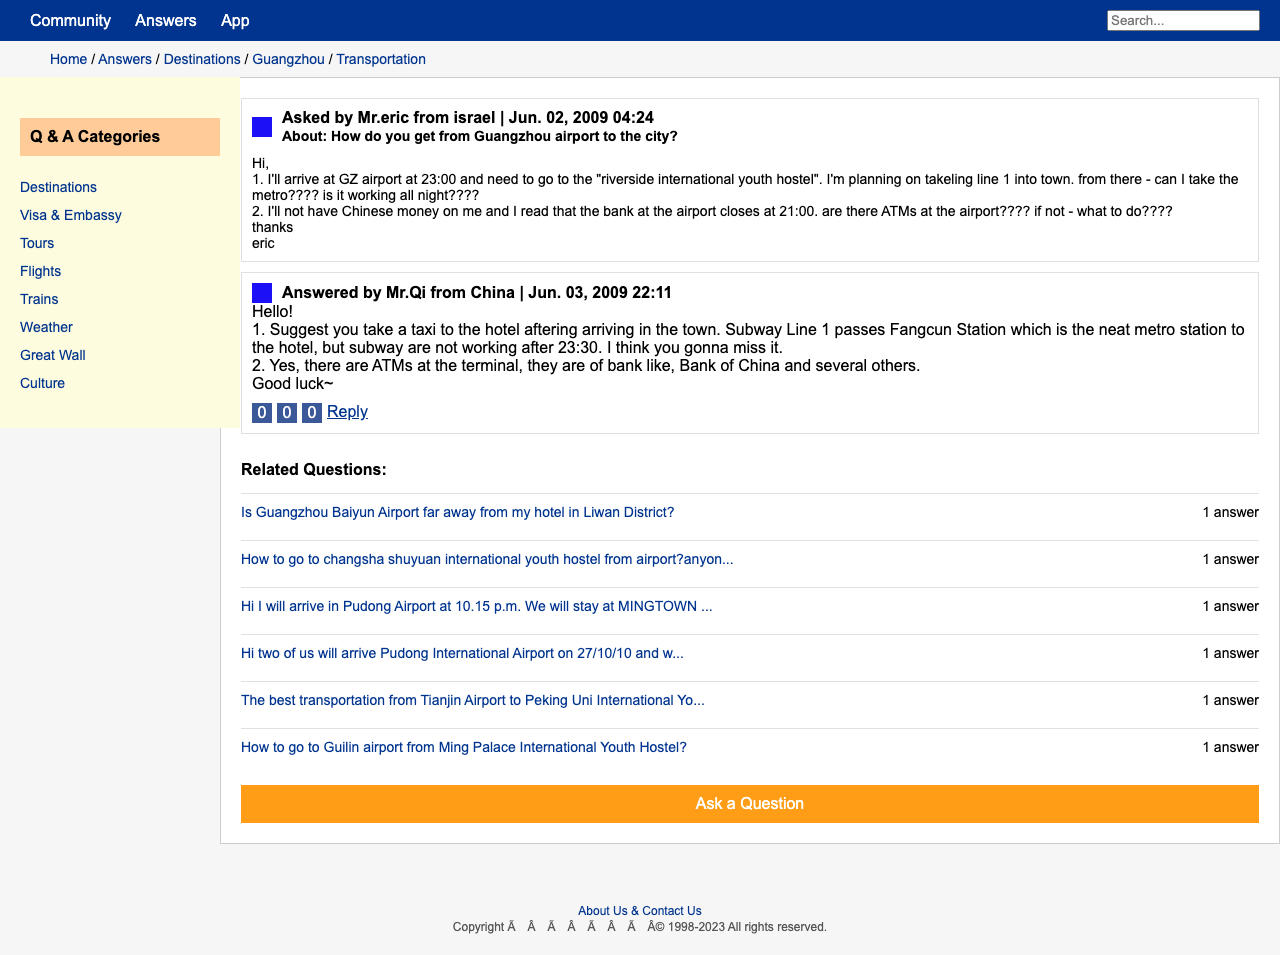 Community Answers App Search...
Home / Answers / Destinations / Guangzhou / Transportation
Q & A Categories
Destinations
Visa & Embassy
Tours
Flights
Trains
Weather
Great Wall
Culture
Asked by Mr.eric from israel | Jun. 02, 2009 04:24
About: How do you get from Guangzhou airport to the city?
Hi,
1. I'll arrive at GZ airport at 23:00 and need to go to the "riverside international youth hostel". I'm planning on takeling line 1 into town. from there - can I take the
metro???? is it working all night????
2. I'll not have Chinese money on me and I read that the bank at the airport closes at 21:00. are there ATMs at the airport???? if not - what to do????
thanks
eric
Answered by Mr.Qi from China | Jun. 03, 2009 22:11
Hello!
1. Suggest you take a taxi to the hotel aftering arriving in the town. Subway Line 1 passes Fangcun Station which is the neat metro station to
the hotel, but subway are not working after 23:30. I think you gonna miss it.
2. Yes, there are ATMs at the terminal, they are of bank like, Bank of China and several others.
Good luck~
0 0 0 Reply
Related Questions:
Is Guangzhou Baiyun Airport far away from my hotel in Liwan District? 1 answer
How to go to changsha shuyuan international youth hostel from airport?anyon... 1 answer
Hi I will arrive in Pudong Airport at 10.15 p.m. We will stay at MINGTOWN ... 1 answer
Hi two of us will arrive Pudong International Airport on 27/10/10 and w... 1 answer
The best transportation from Tianjin Airport to Peking Uni International Yo... 1 answer
How to go to Guilin airport from Ming Palace International Youth Hostel? 1 answer
Ask a Question
About Us & Contact Us
Copyright Ã Â Ã Â Ã Â Ã Â© 1998-2023 All rights reserved.